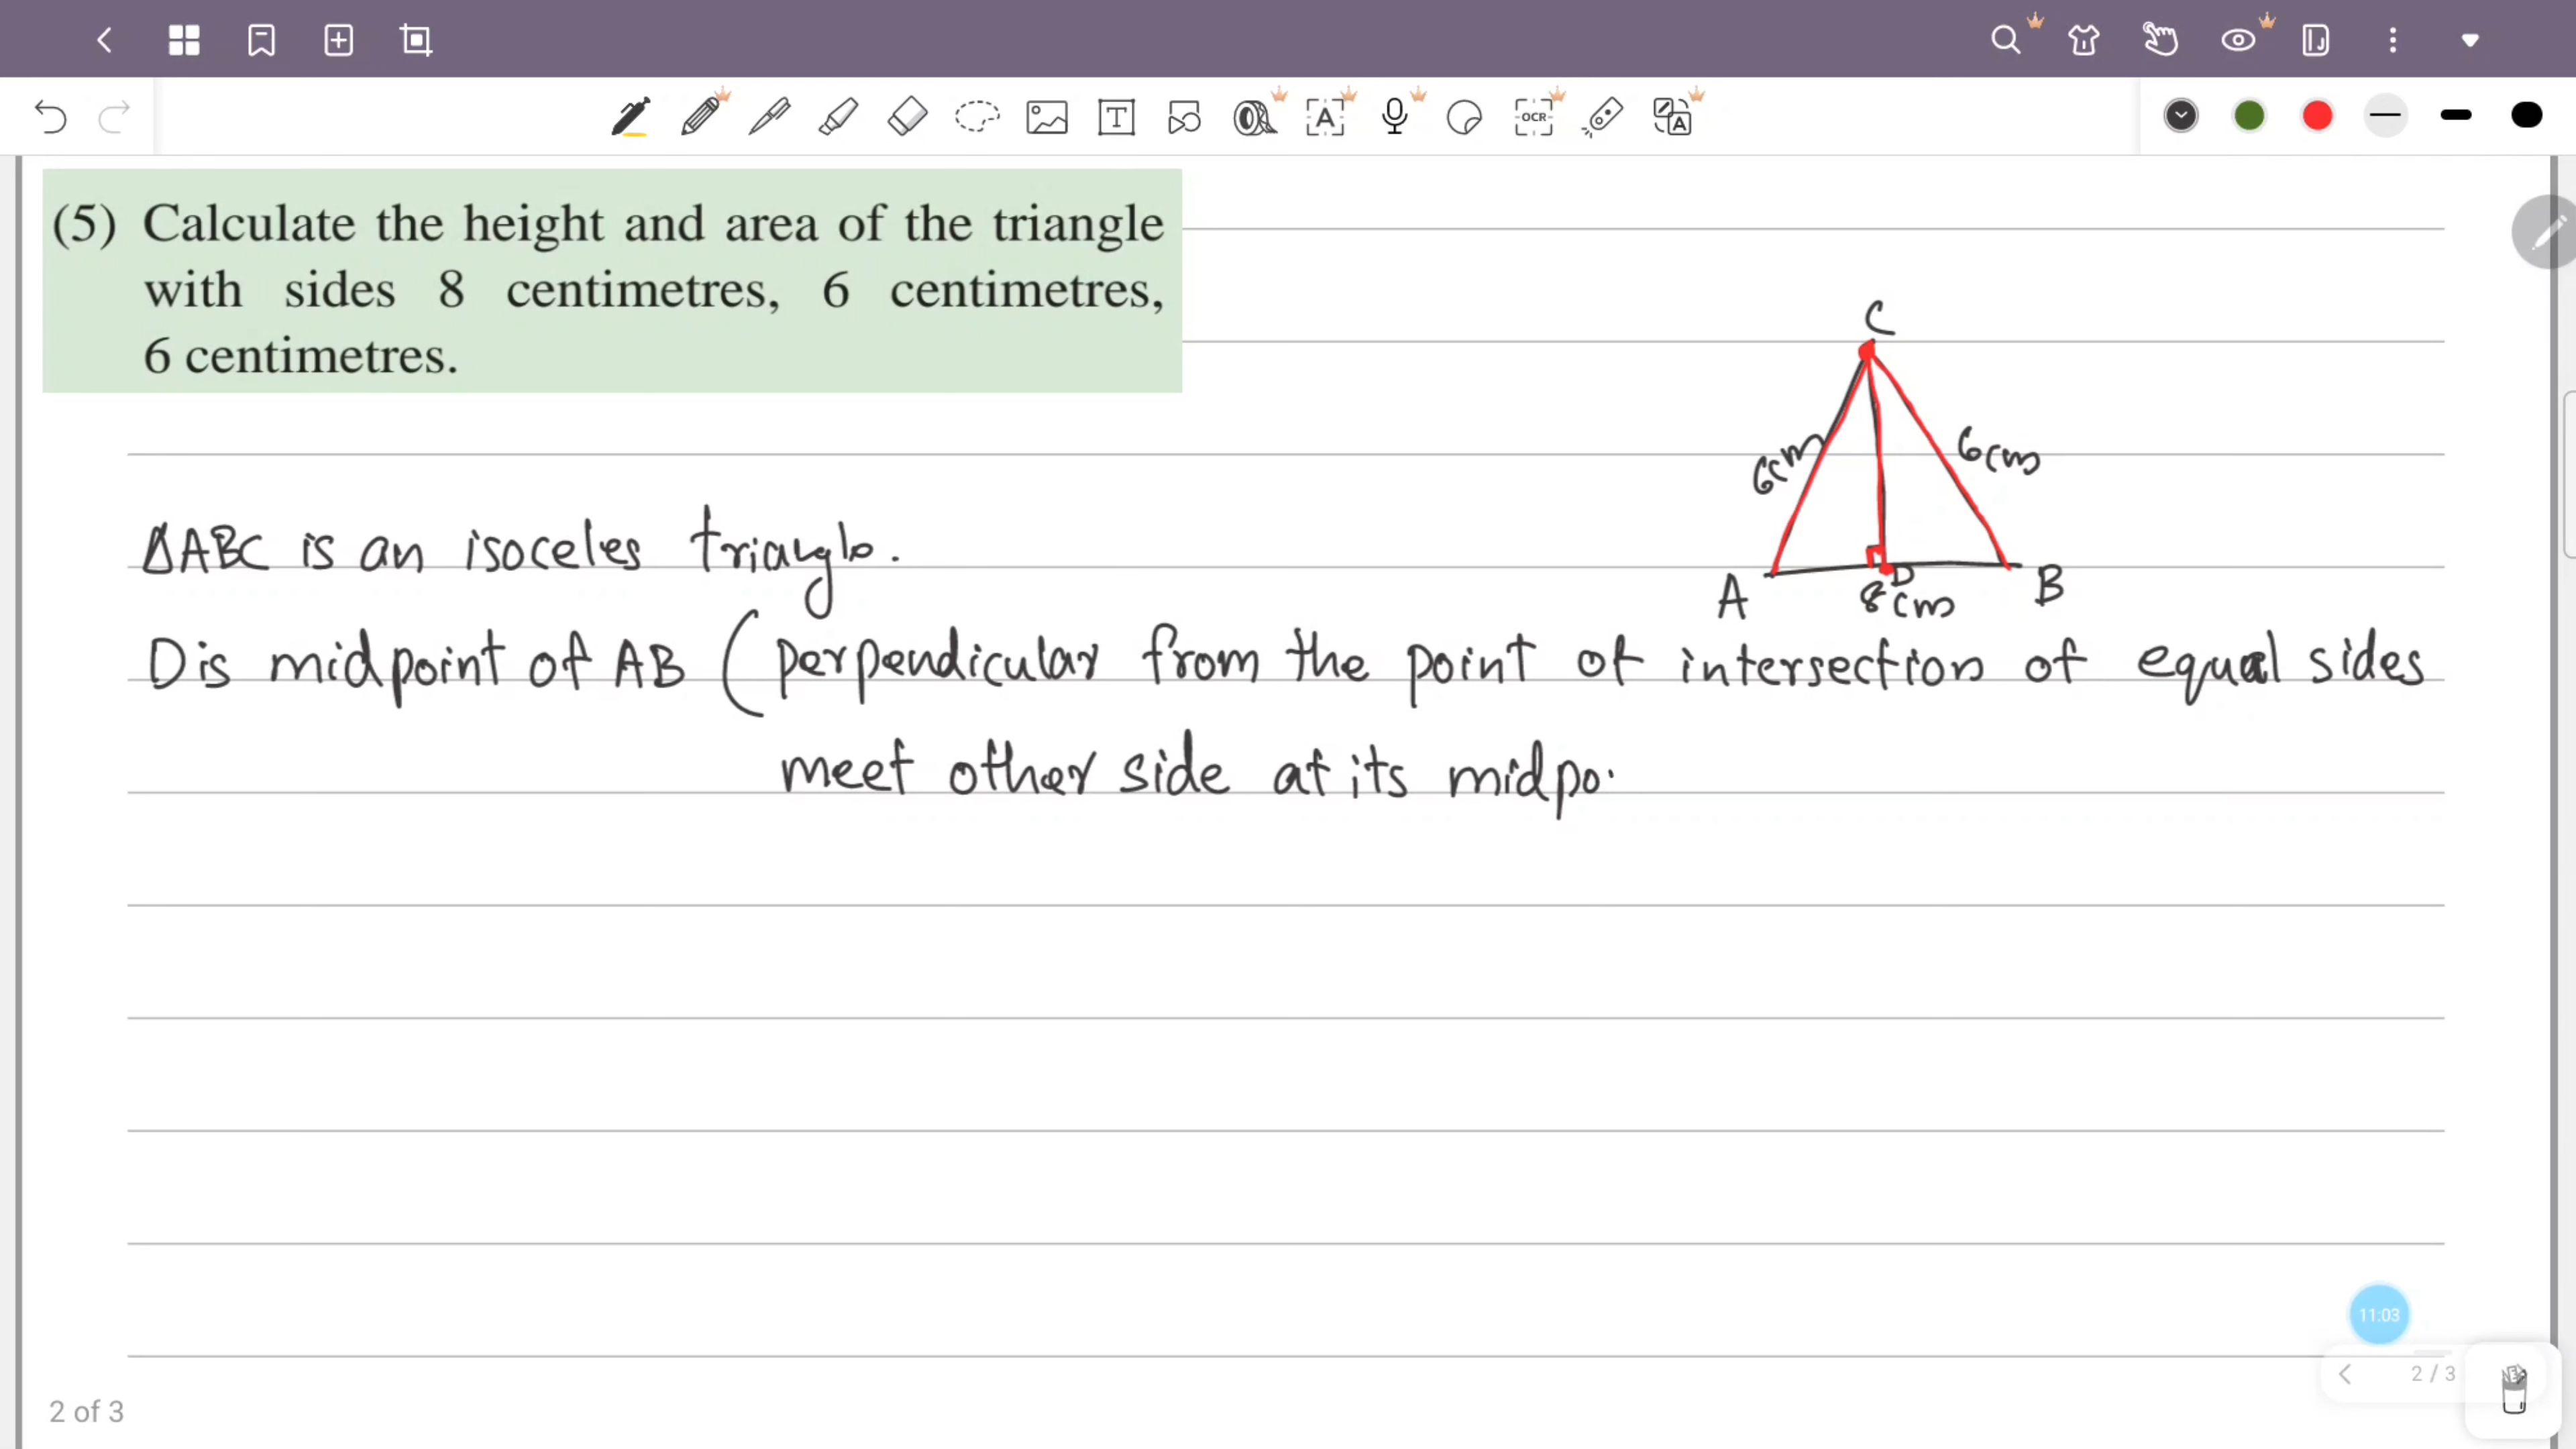 (5) Calculate the height and area of the triangle
with sides 8 centimetres, 6 centimetres,
6 centimetres.
C
6cm
6cm
A
D
B
8cm
ΔABC is an isoceles triangle.
D is midpoint of AB (perpendicular from the point of intersection of equal sides
meet other side at its midpo
11:03
2 / 3
2 of 3